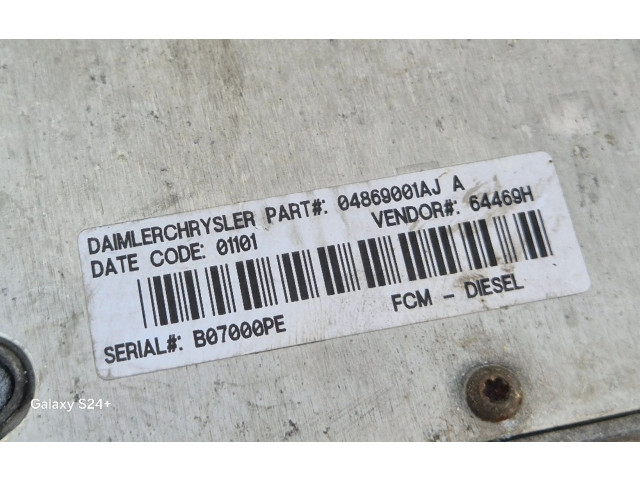 DAIMLERCHRYSLER PART#: 04869001AJ A
DATE CODE: 01101 VENDOR#: 64469H
SERIAL#: B07000PE FCM - DIESEL
Galaxy S24+